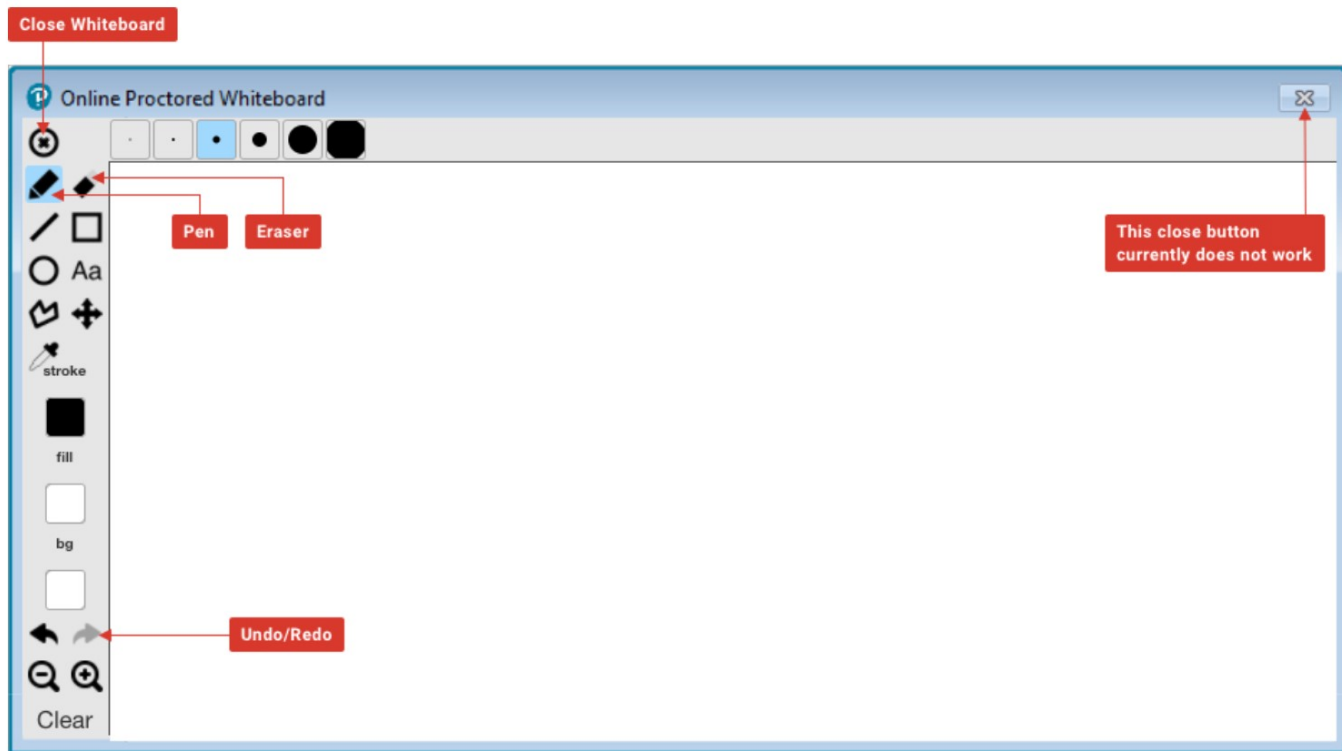 Close Whiteboard
Online Proctored Whiteboard
Pen
Eraser
This close button
currently does not work
Aa
stroke
fill
bg
Undo/Redo
Clear